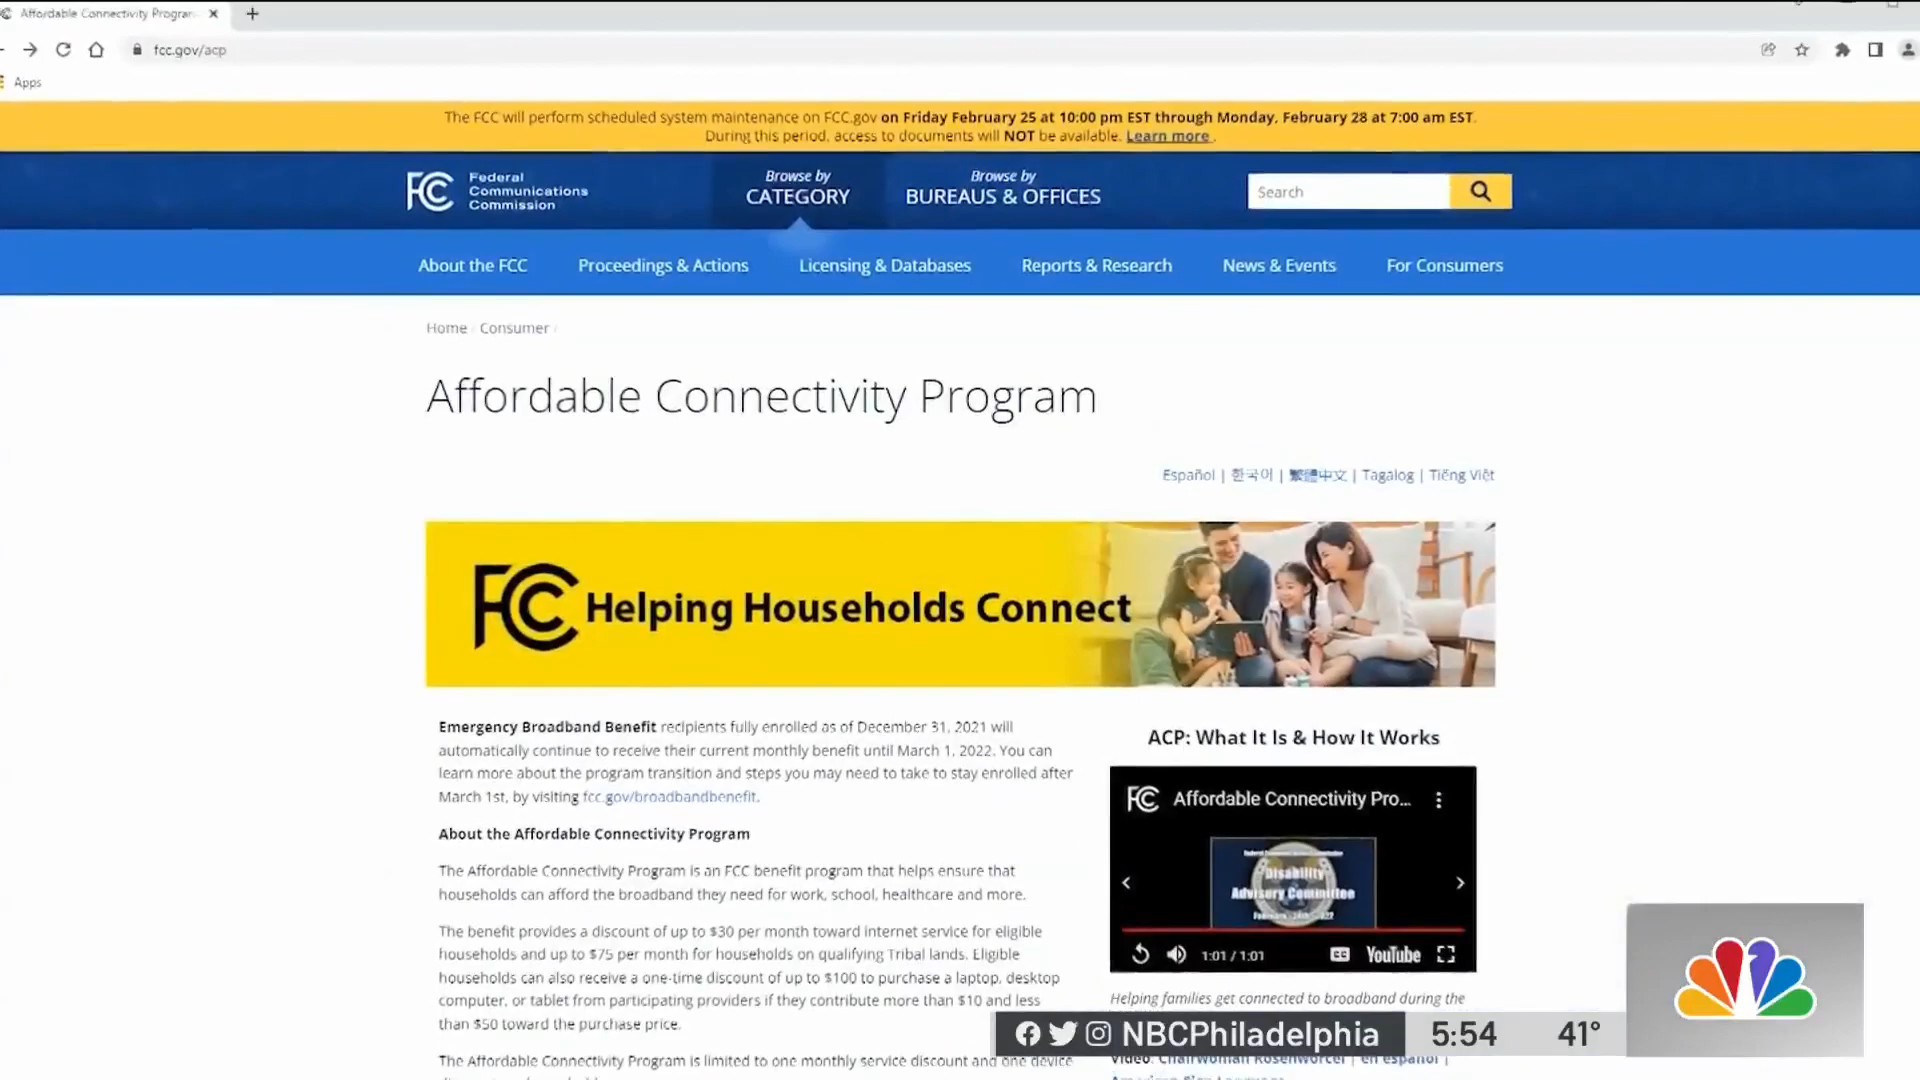 Affordable Connectivity Program
fcc.gov/acp
Apps
The FCC will perform scheduled system maintenance on FCC.gov on Friday February 25 at 10:00 pm EST through Monday, February 28 at 7:00 am EST.
During this period, access to documents will NOT be available. Learn more .
FCC Federal
Communications
Commission
Browse by
CATEGORY
Browse by
BUREAUS & OFFICES
Search
About the FCC Proceedings & Actions Licensing & Databases Reports & Research News & Events For Consumers
Home / Consumer /
Affordable Connectivity Program
Español | 한국어 | 繁體中文 | Tagalog | Tiếng Việt
FCC Helping Households Connect
Emergency Broadband Benefit recipients fully enrolled as of December 31, 2021 will
automatically continue to receive their current monthly benefit until March 1, 2022. You can
learn more about the program transition and steps you may need to take to stay enrolled after
March 1st, by visiting fcc.gov/broadbandbenefit.
About the Affordable Connectivity Program
The Affordable Connectivity Program is an FCC benefit program that helps ensure that
households can afford the broadband they need for work, school, healthcare and more.
The benefit provides a discount of up to $30 per month toward internet service for eligible
households and up to $75 per month for households on qualifying Tribal lands. Eligible
households can also receive a one-time discount of up to $100 to purchase a laptop, desktop
computer, or tablet from participating providers if they contribute more than $10 and less
than $50 toward the purchase price.
The Affordable Connectivity Program is limited to one monthly service discount and one device
ACP: What It Is & How It Works
FCC Affordable Connectivity Pro...
Disability
Advisory Committee
1:01 / 1:01
CC
YouTube
Helping families get connected to broadband during the
Video: Chairwoman Rosenworcel | en español |
NBCPhiladelphia
5:54 41°